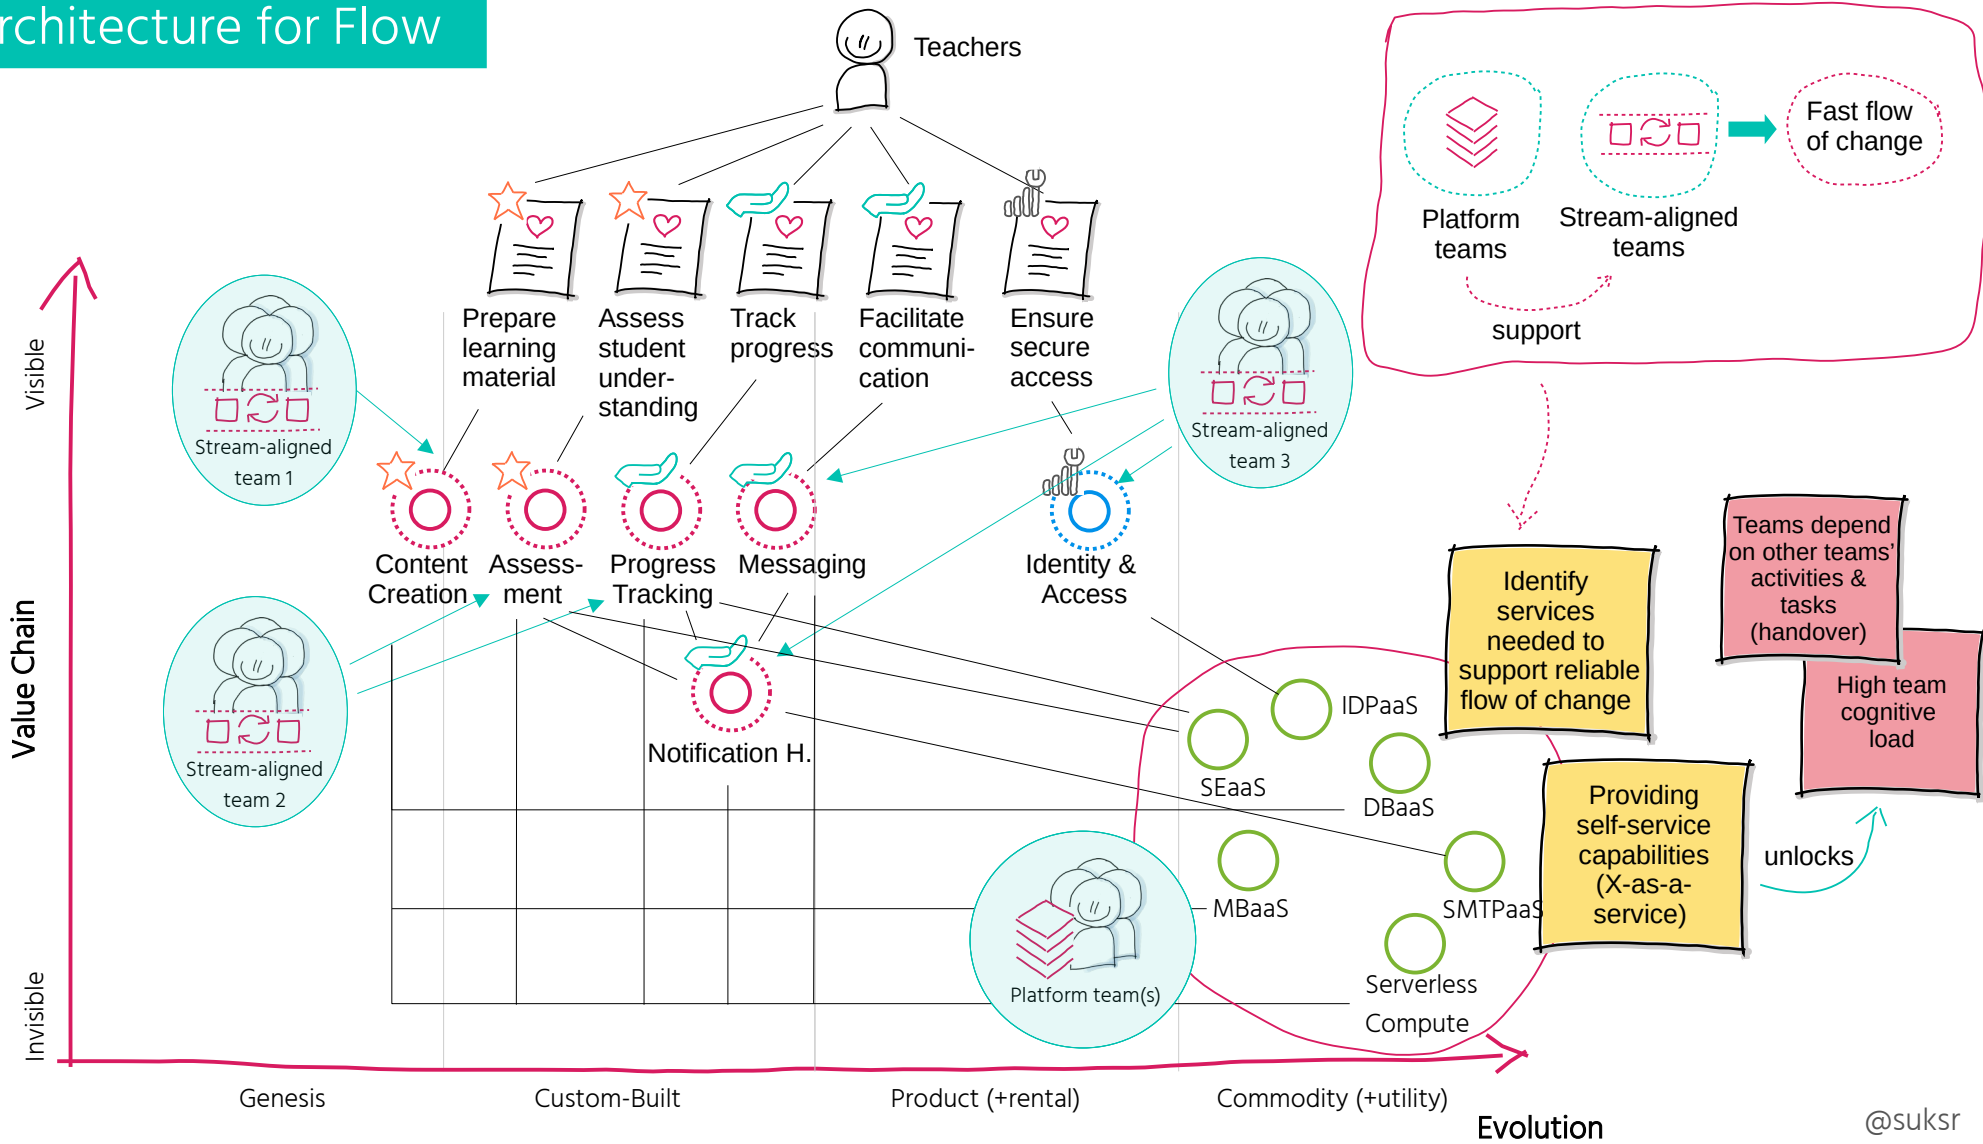 rchitecture for Flow
Teachers
Fast flow
of change
Platform
teams
Stream-aligned
teams
support
Prepare
learning
material
Assess
student
under-
standing
Track
progress
Facilitate
communi-
cation
Ensure
secure
access
Visible
Value Chain
Invisible
Stream-aligned
team 1
Stream-aligned
team 3
Content
Creation
Assess-
ment
Progress
Tracking
Messaging
Identity &
Access
Stream-aligned
team 2
Notification H.
IDPaaS
SEaaS
DBaaS
MBaaS
SMTPaaS
Serverless
Compute
Platform team(s)
Identify
services
needed to
support reliable
flow of change
Teams depend
on other teams’
activities &
tasks
(handover)
High team
cognitive
load
Providing
self-service
capabilities
(X-as-a-
service)
unlocks
Genesis
Custom-Built
Product (+rental)
Commodity (+utility)
Evolution
@suksr